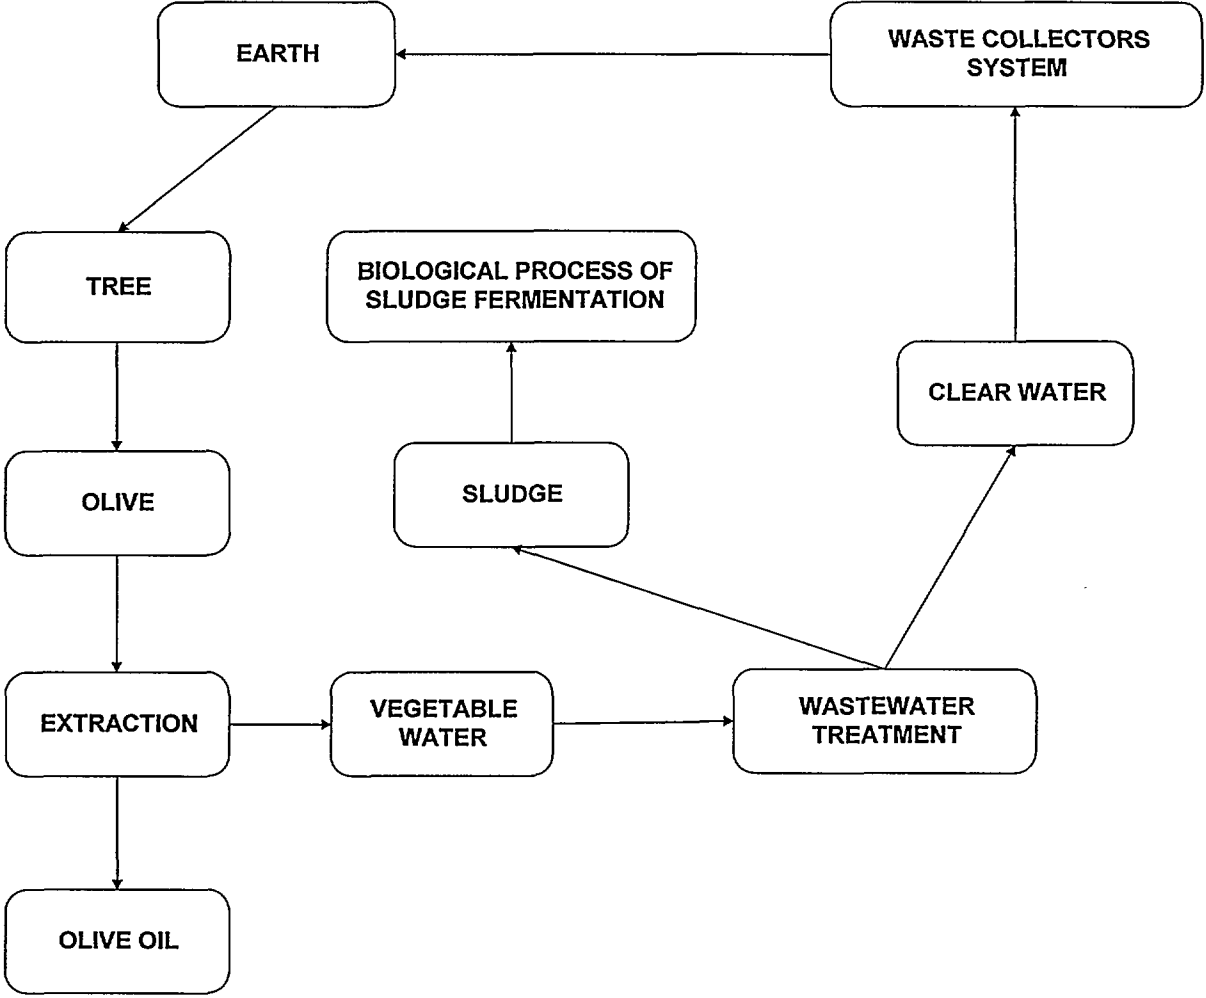 EARTH
WASTE COLLECTORS
SYSTEM
TREE
BIOLOGICAL PROCESS OF
SLUDGE FERMENTATION
CLEAR WATER
OLIVE
SLUDGE
EXTRACTION
VEGETABLE
WATER
WASTEWATER
TREATMENT
OLIVE OIL